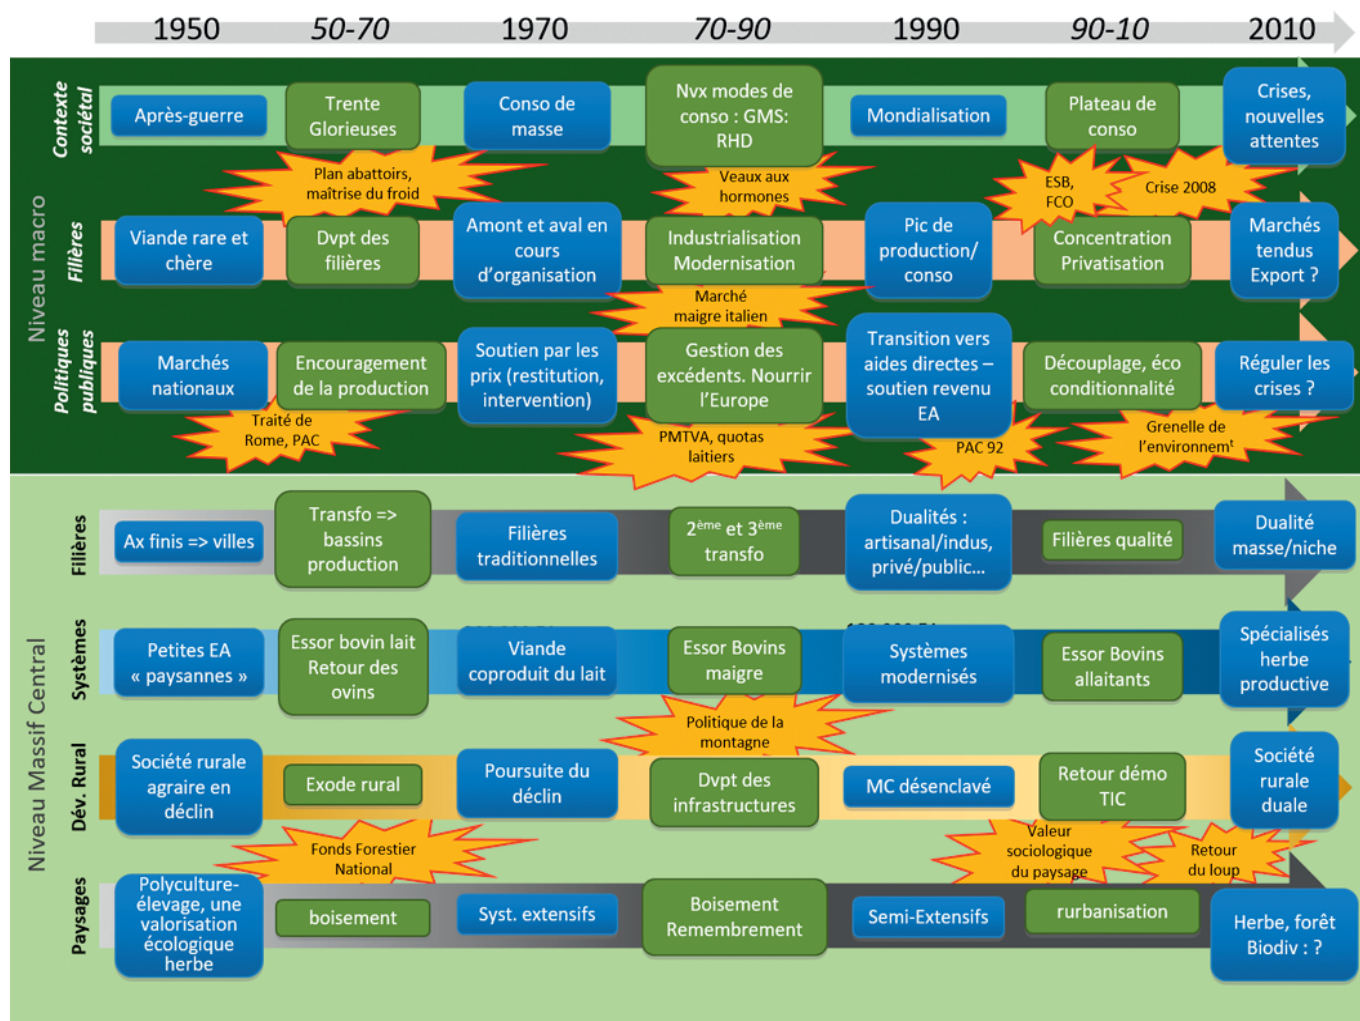 1950 50-70 1970 70-90 1990 90-10 2010
Niveau macro
Contexte
sociétal
Après-guerre
Trente
Glorieuses
Conso de
masse
Nvx modes de
conso : GMS:
RHD
Mondialisation
Plateau de
conso
Crises,
nouvelles
attentes
Plan abattoirs,
maîtrise du froid
Veaux aux
hormones
ESB,
FCO
Crise 2008
Filières
Viande rare et
chère
Dvpt des
filières
Amont et aval en
cours
d’organisation
Industrialisation
Modernisation
Pic de
production/
conso
Concentration
Privatisation
Marchés
tendus
Export ?
Marché
maigre italien
Politiques
publiques
Marchés
nationaux
Encouragement
de la production
Soutien par les
prix (restitution,
intervention)
Gestion des
excédents. Nourrir
l’Europe
Transition vers
aides directes –
soutien revenu
EA
Découplage, éco
conditionnalité
Réguler les
crises ?
Traité de
Rome, PAC
PMTVA, quotas
laitiers
PAC 92
Grenelle de
l’environnemᵗ
Niveau Massif Central
Filières
Ax finis => villes
Transfo =>
bassins
production
Filières
traditionnelles
2ème et 3ème
transfo
Dualités :
artisanal/indus,
privé/public…
Filières qualité
Dualité
masse/niche
Systèmes
Petites EA
« paysannes »
Essor bovin lait
Retour des
ovins
Viande
coproduit du lait
Essor Bovins
maigre
Systèmes
modernisés
Essor Bovins
allaitants
Spécialisés
herbe
productive
Politique de la
montagne
Dév. Rural
Société rurale
agraire en
déclin
Exode rural
Poursuite du
déclin
Dvpt des
infrastructures
MC désenclavé
Retour démo
TIC
Société
rurale
duale
Fonds Forestier
National
Valeur
sociologique
du paysage
Retour
du loup
Paysages
Polyculture-
élevage, une
valorisation
écologique
herbe
boisement
Syst. extensifs
Boisement
Remembrement
Semi-Extensifs
rurbanisation
Herbe, forêt
Biodiv : ?